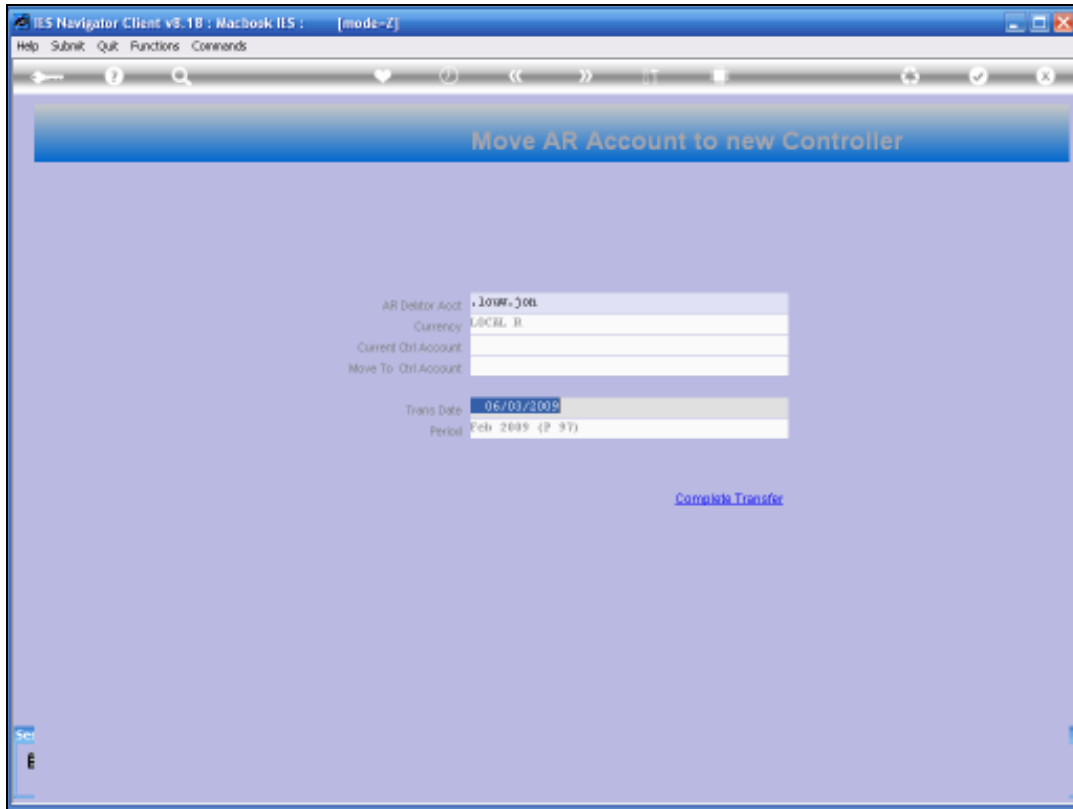 IES Navigator Client v8.18 : Macbook IES : [mode-Z]
Help Submit Quit Functions Commands
Move AR Account to new Controller
AR Debtor Acct .louw.jon
Currency LOCAL R
Current Ctrl Account
Move To Ctrl Account
Trans Date 06/03/2009
Period Feb 2009 (P 97)
Complete Transfer